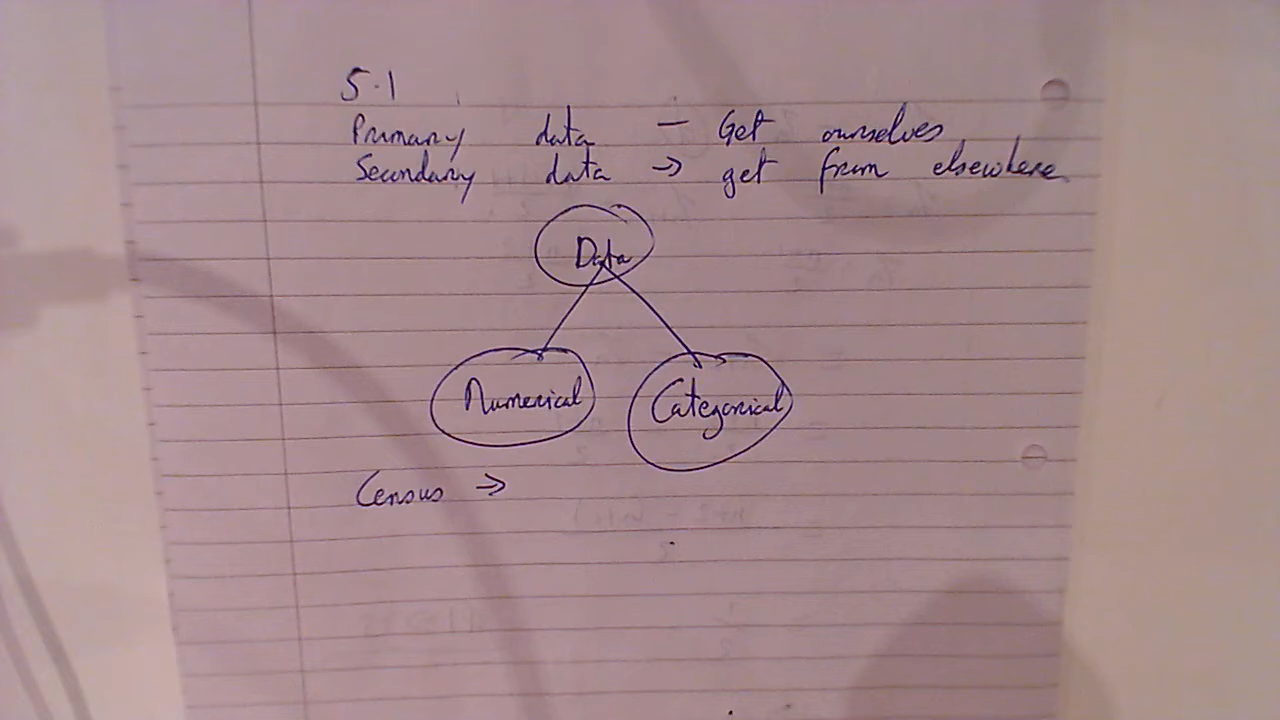 5.1
Primary data - Get ourselves
Secondary data → get from elsewhere
Data
Numerical Categorical
Census →